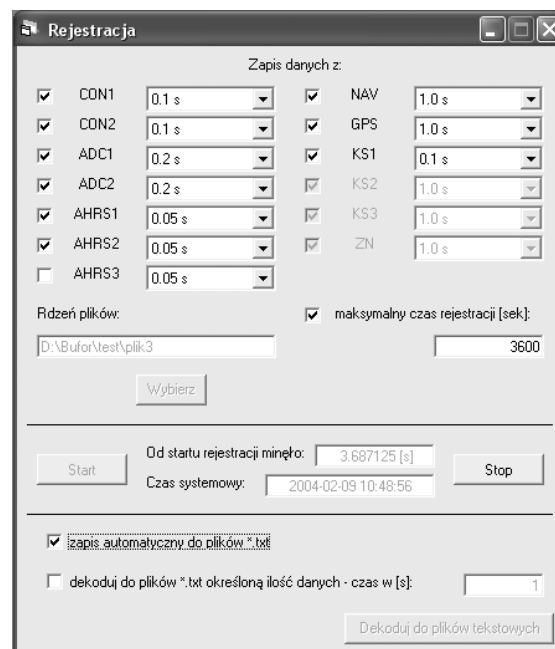 Rejestracja
Zapis danych z:
CON1 0.1 s NAV 1.0 s
CON2 0.1 s GPS 1.0 s
ADC1 0.2 s KS1 0.1 s
ADC2 0.2 s KS2 1.0 s
AHRS1 0.05 s KS3 1.0 s
AHRS2 0.05 s ZN 1.0 s
AHRS3 0.05 s
Rdzeń plików: maksymalny czas rejestracji [sek]:
D:\Bufor\test\plik3 3600
Wybierz
Od startu rejestracji minęło: 3.687125 [s]
Start Stop
Czas systemowy: 2004-02-09 10:48:56
zapis automatyczny do plików *.txt
dekoduj do plików *.txt określoną ilość danych - czas w [s]: 1
Dekoduj do plików tekstowych